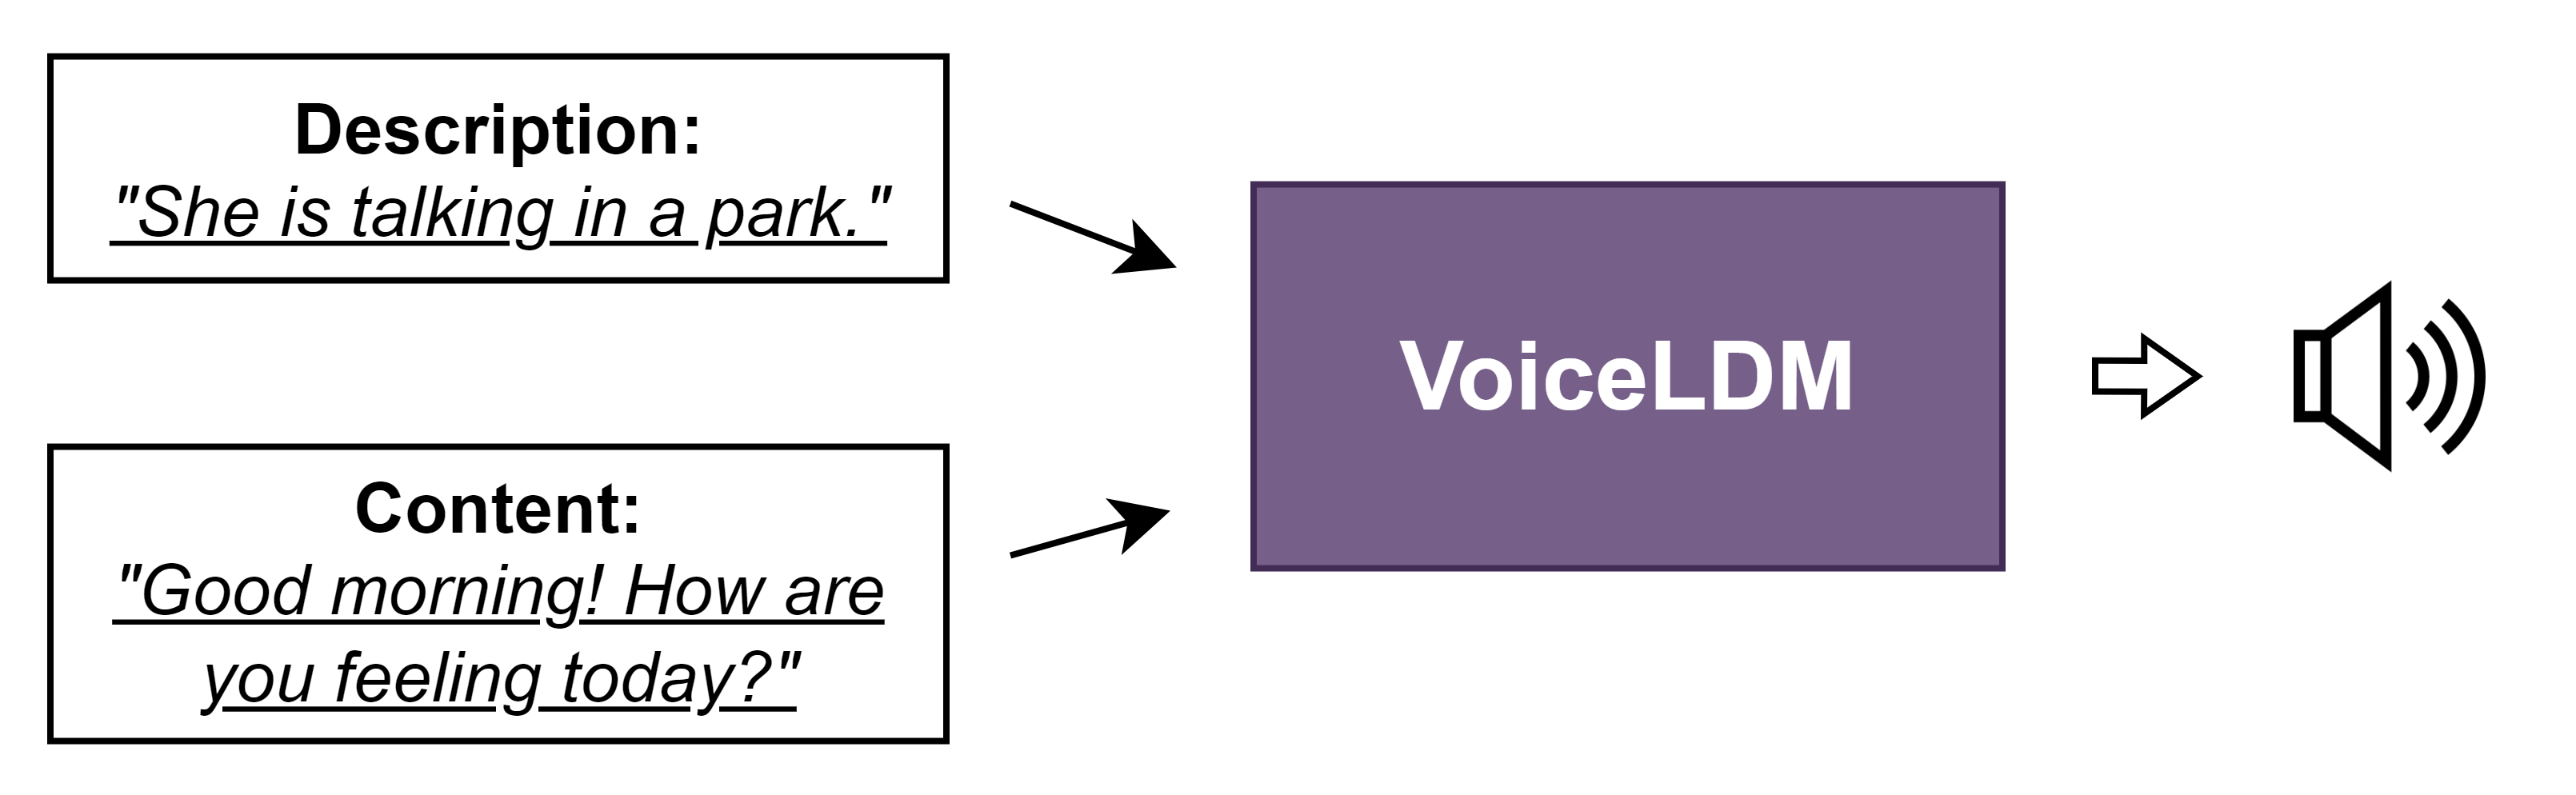 Description:
"She is talking in a park."
Content:
"Good morning! How are
you feeling today?"
VoiceLDM